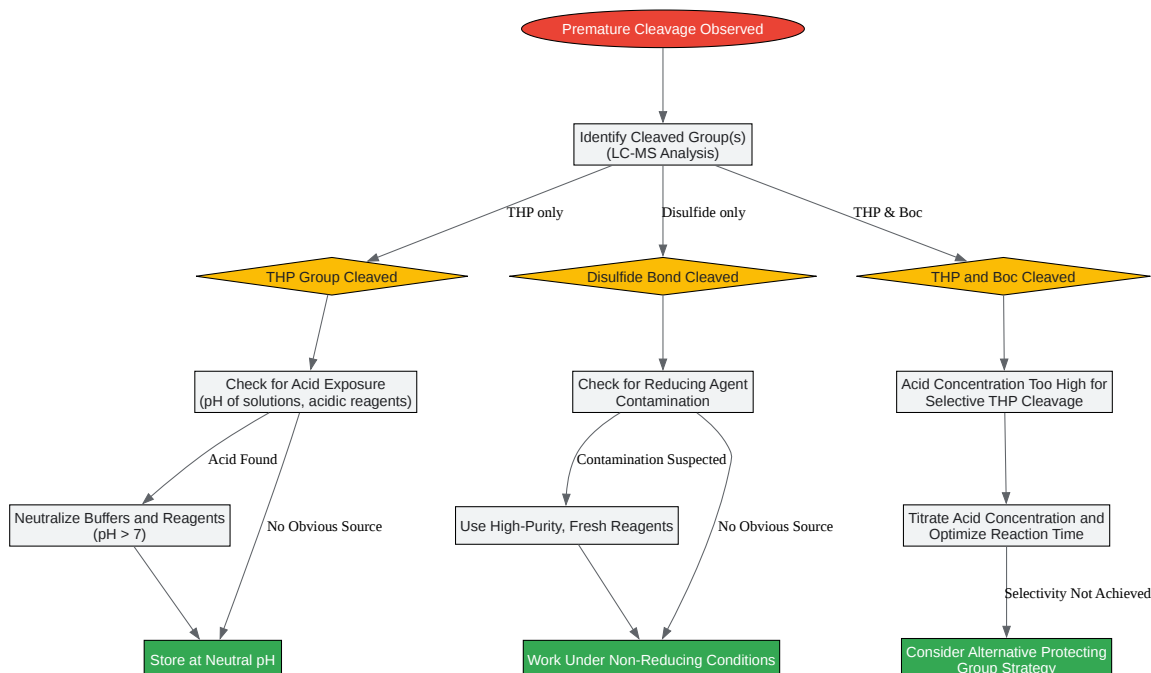 Premature Cleavage Observed
Identify Cleaved Group(s)
(LC-MS Analysis)
THP only
Disulfide only
THP & Boc
THP Group Cleaved
Disulfide Bond Cleaved
THP and Boc Cleaved
Check for Acid Exposure
(pH of solutions, acidic reagents)
Check for Reducing Agent
Contamination
Acid Concentration Too High for
Selective THP Cleavage
Acid Found
Contamination Suspected
Neutralize Buffers and Reagents
(pH > 7)
No Obvious Source
Use High-Purity, Fresh Reagents
No Obvious Source
Titrate Acid Concentration and
Optimize Reaction Time
Selectivity Not Achieved
Store at Neutral pH
Work Under Non-Reducing Conditions
Consider Alternative Protecting
Group Strategy